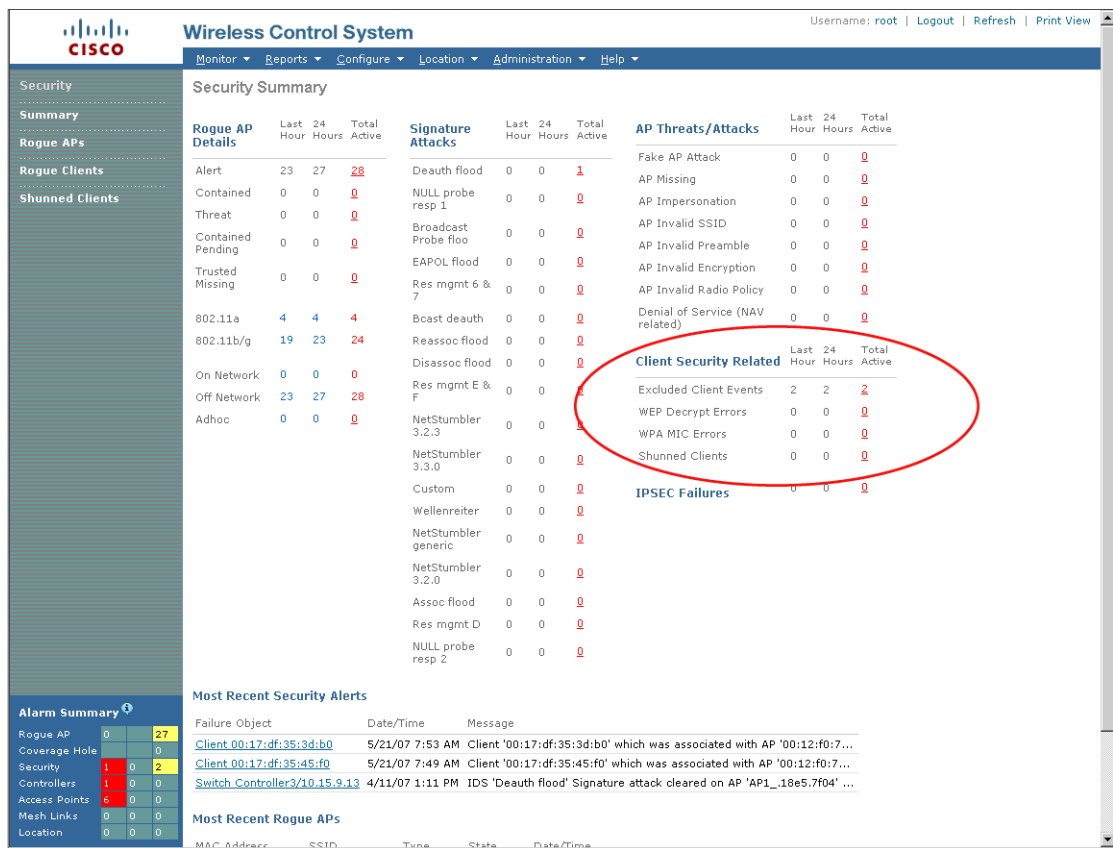 Username: root | Logout | Refresh | Print View
CISCO
Wireless Control System
Monitor Reports Configure Location Administration Help
Security
Summary
Rogue APs
Rogue Clients
Shunned Clients
Security Summary
Rogue AP Details Last Hour 24 Hours Total Active
Alert 23 27 28
Contained 0 0 0
Threat 0 0 0
Contained Pending 0 0 0
Trusted Missing 0 0 0
802.11a 4 4 4
802.11b/g 19 23 24
On Network 0 0 0
Off Network 23 27 28
Adhoc 0 0 0
Signature Attacks Last Hour 24 Hours Total Active
Deauth flood 0 0 1
NULL probe resp 1 0 0 0
Broadcast Probe floo 0 0 0
EAPOL flood 0 0 0
Res mgmt 6 & 7 0 0 0
Bcast deauth 0 0 0
Reassoc flood 0 0 0
Disassoc flood 0 0 0
Res mgmt E & F 0 0 0
NetStumbler 3.2.3 0 0 0
NetStumbler 3.3.0 0 0 0
Custom 0 0 0
Wellenreiter 0 0 0
NetStumbler generic 0 0 0
NetStumbler 3.2.0 0 0 0
Assoc flood 0 0 0
Res mgmt D 0 0 0
NULL probe resp 2 0 0 0
AP Threats/Attacks Last Hour 24 Hours Total Active
Fake AP Attack 0 0 0
AP Missing 0 0 0
AP Impersonation 0 0 0
AP Invalid SSID 0 0 0
AP Invalid Preamble 0 0 0
AP Invalid Encryption 0 0 0
AP Invalid Radio Policy 0 0 0
Denial of Service (NAV related) 0 0 0
Client Security Related Last Hour 24 Hours Total Active
Excluded Client Events 2 2 2
WEP Decrypt Errors 0 0 0
WPA MIC Errors 0 0 0
Shunned Clients 0 0 0
IPSEC Failures 0 0 0
Most Recent Security Alerts
Failure Object Date/Time Message
Client 00:17:df:35:3d:b0 5/21/07 7:53 AM Client '00:17:df:35:3d:b0' which was associated with AP '00:12:f0:7...
Client 00:17:df:35:45:f0 5/21/07 7:49 AM Client '00:17:df:35:45:f0' which was associated with AP '00:12:f0:7...
Switch Controller3/10.15.9.13 4/11/07 1:11 PM IDS 'Deauth flood' Signature attack cleared on AP 'AP1_.18e5.7f04' ...
Most Recent Rogue APs
MAC Address SSID Type State Date/Time
Alarm Summary
Rogue AP 0 27
Coverage Hole 0
Security 1 0 2
Controllers 1 0 0
Access Points 6 0 0
Mesh Links 0 0 0
Location 0 0 0